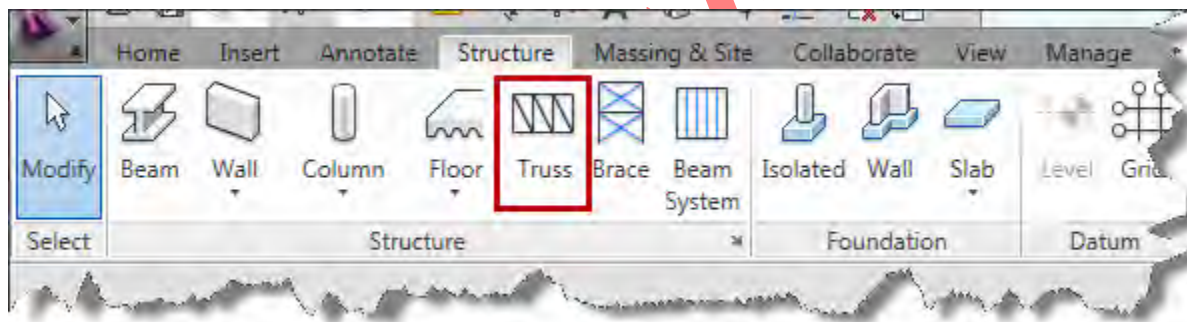 Home Insert Annotate Structure Massing & Site Collaborate View Manage
Modify Beam Wall Column Floor Truss Brace Beam System Isolated Wall Slab Level Grid
Select Structure Foundation Datum